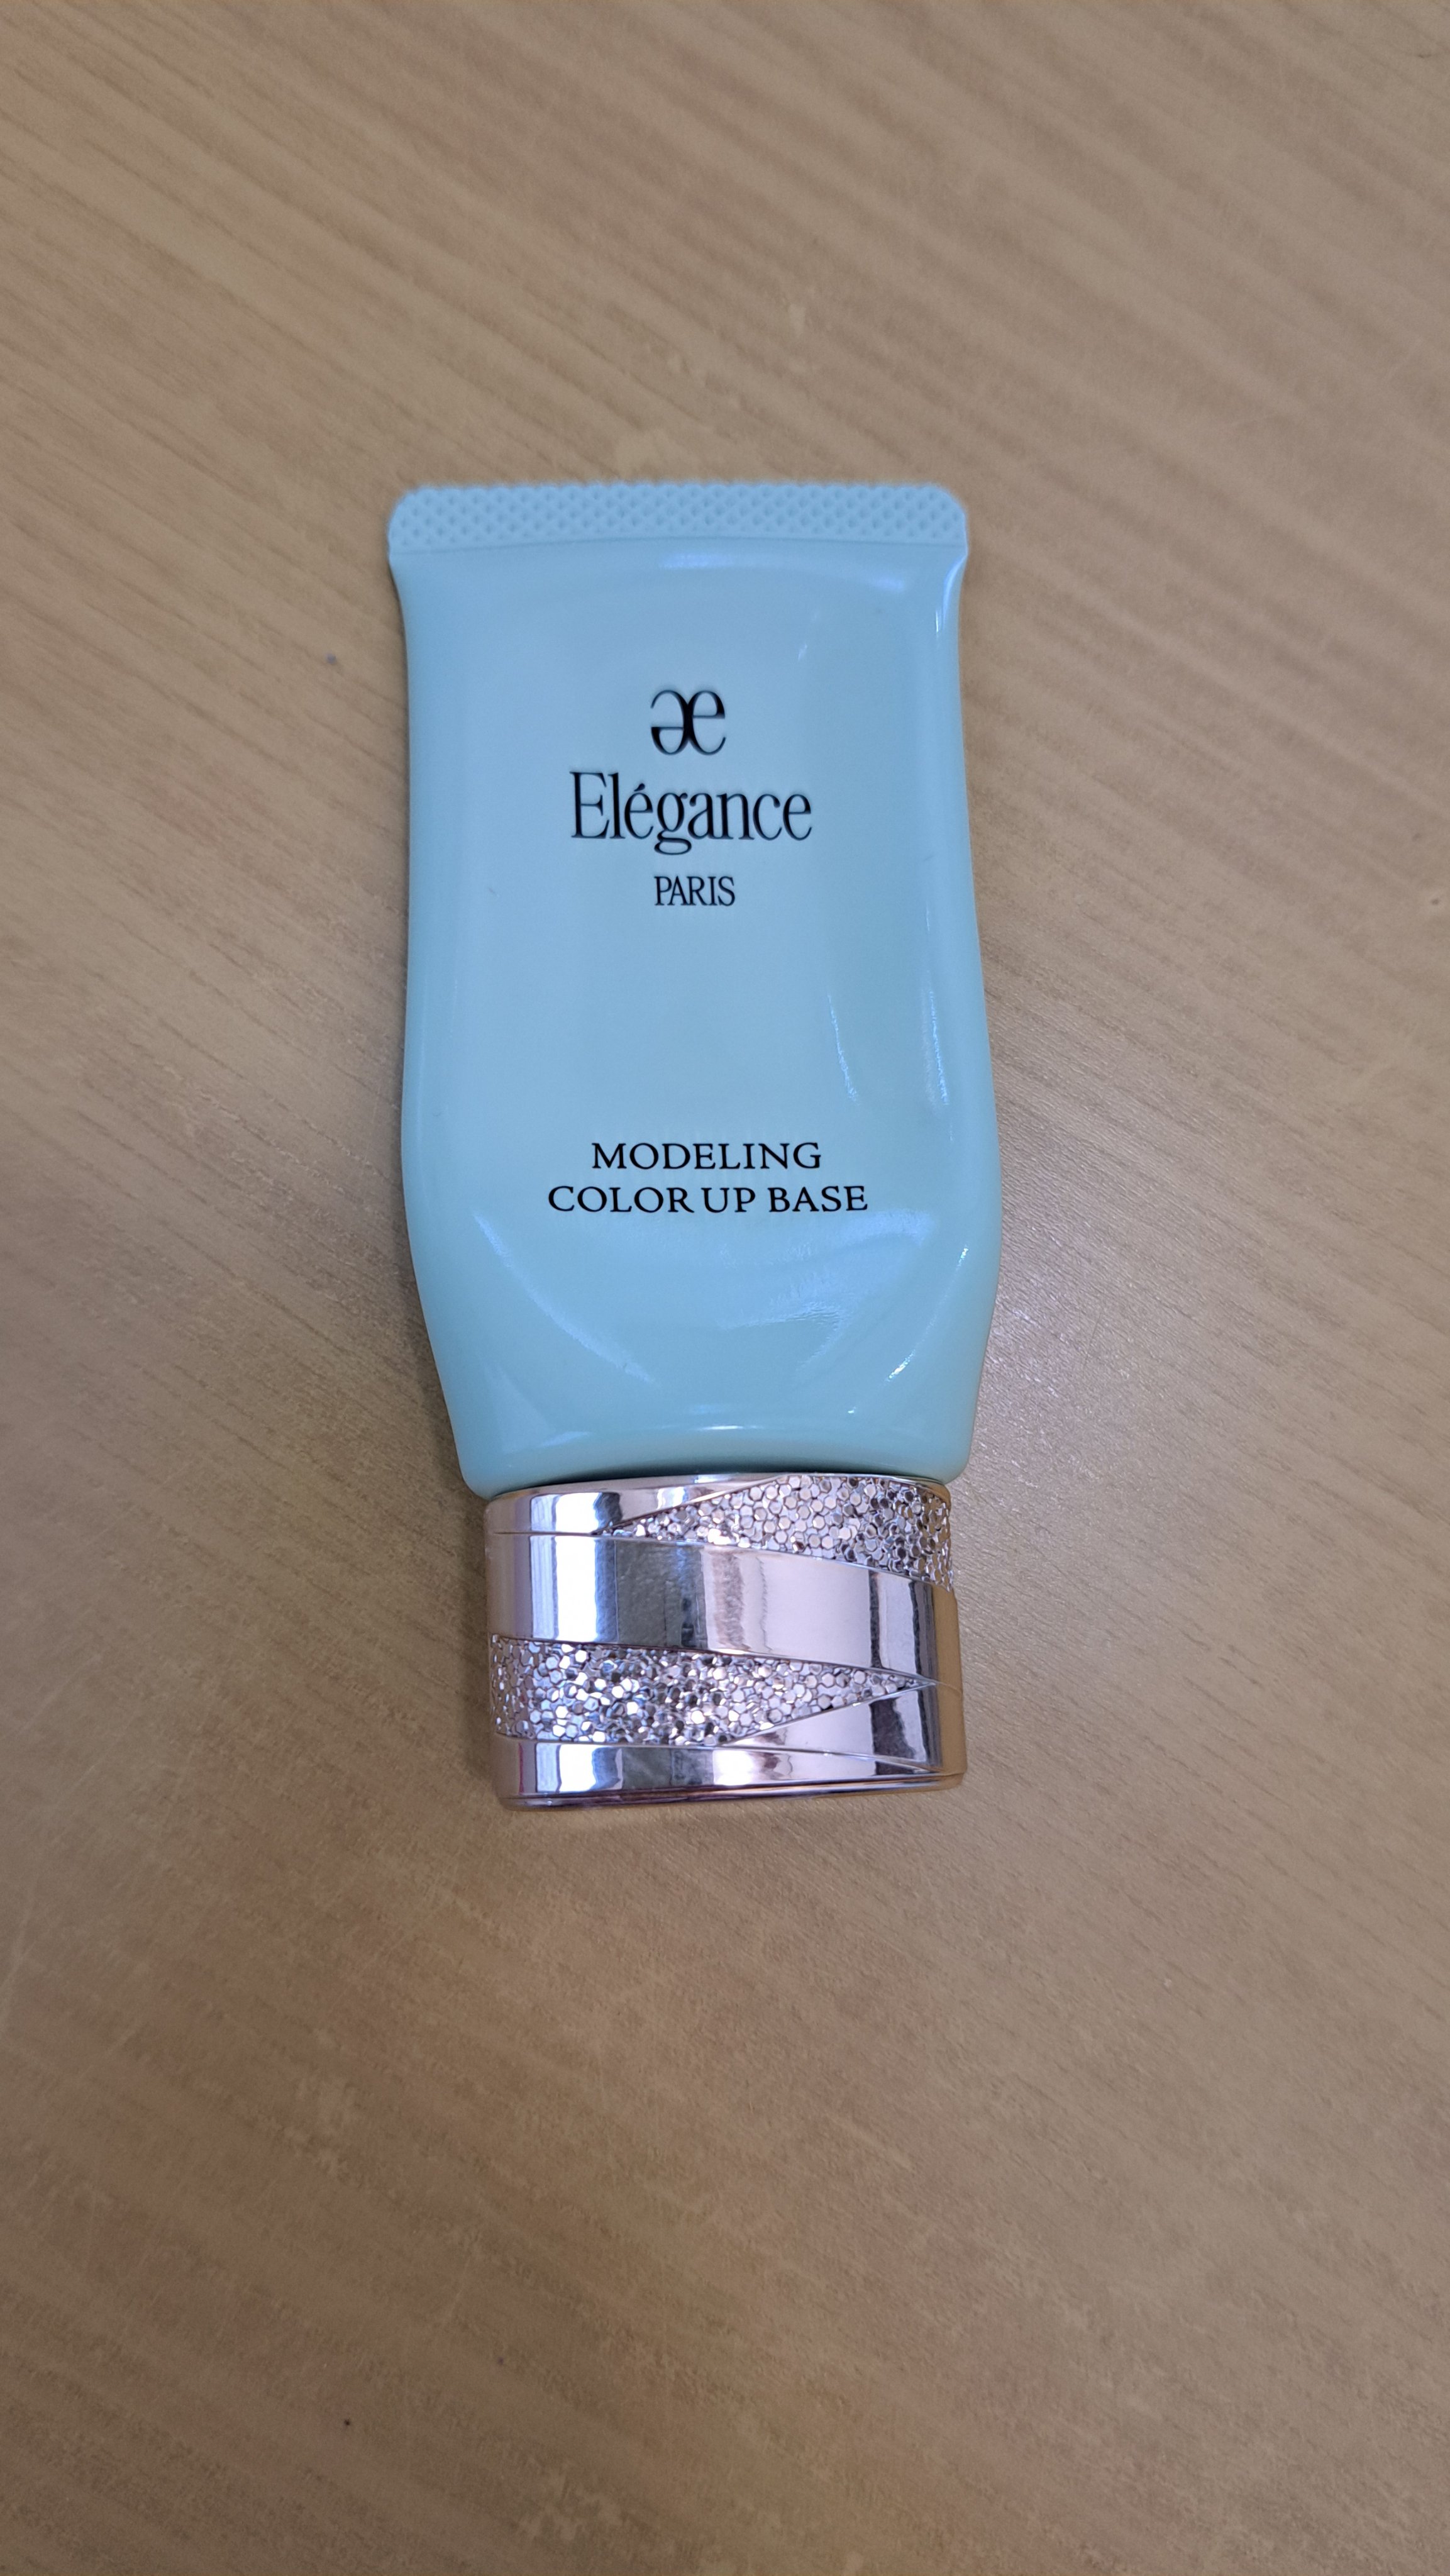 Elégance
PARIS
MODELING
COLOR UP BASE